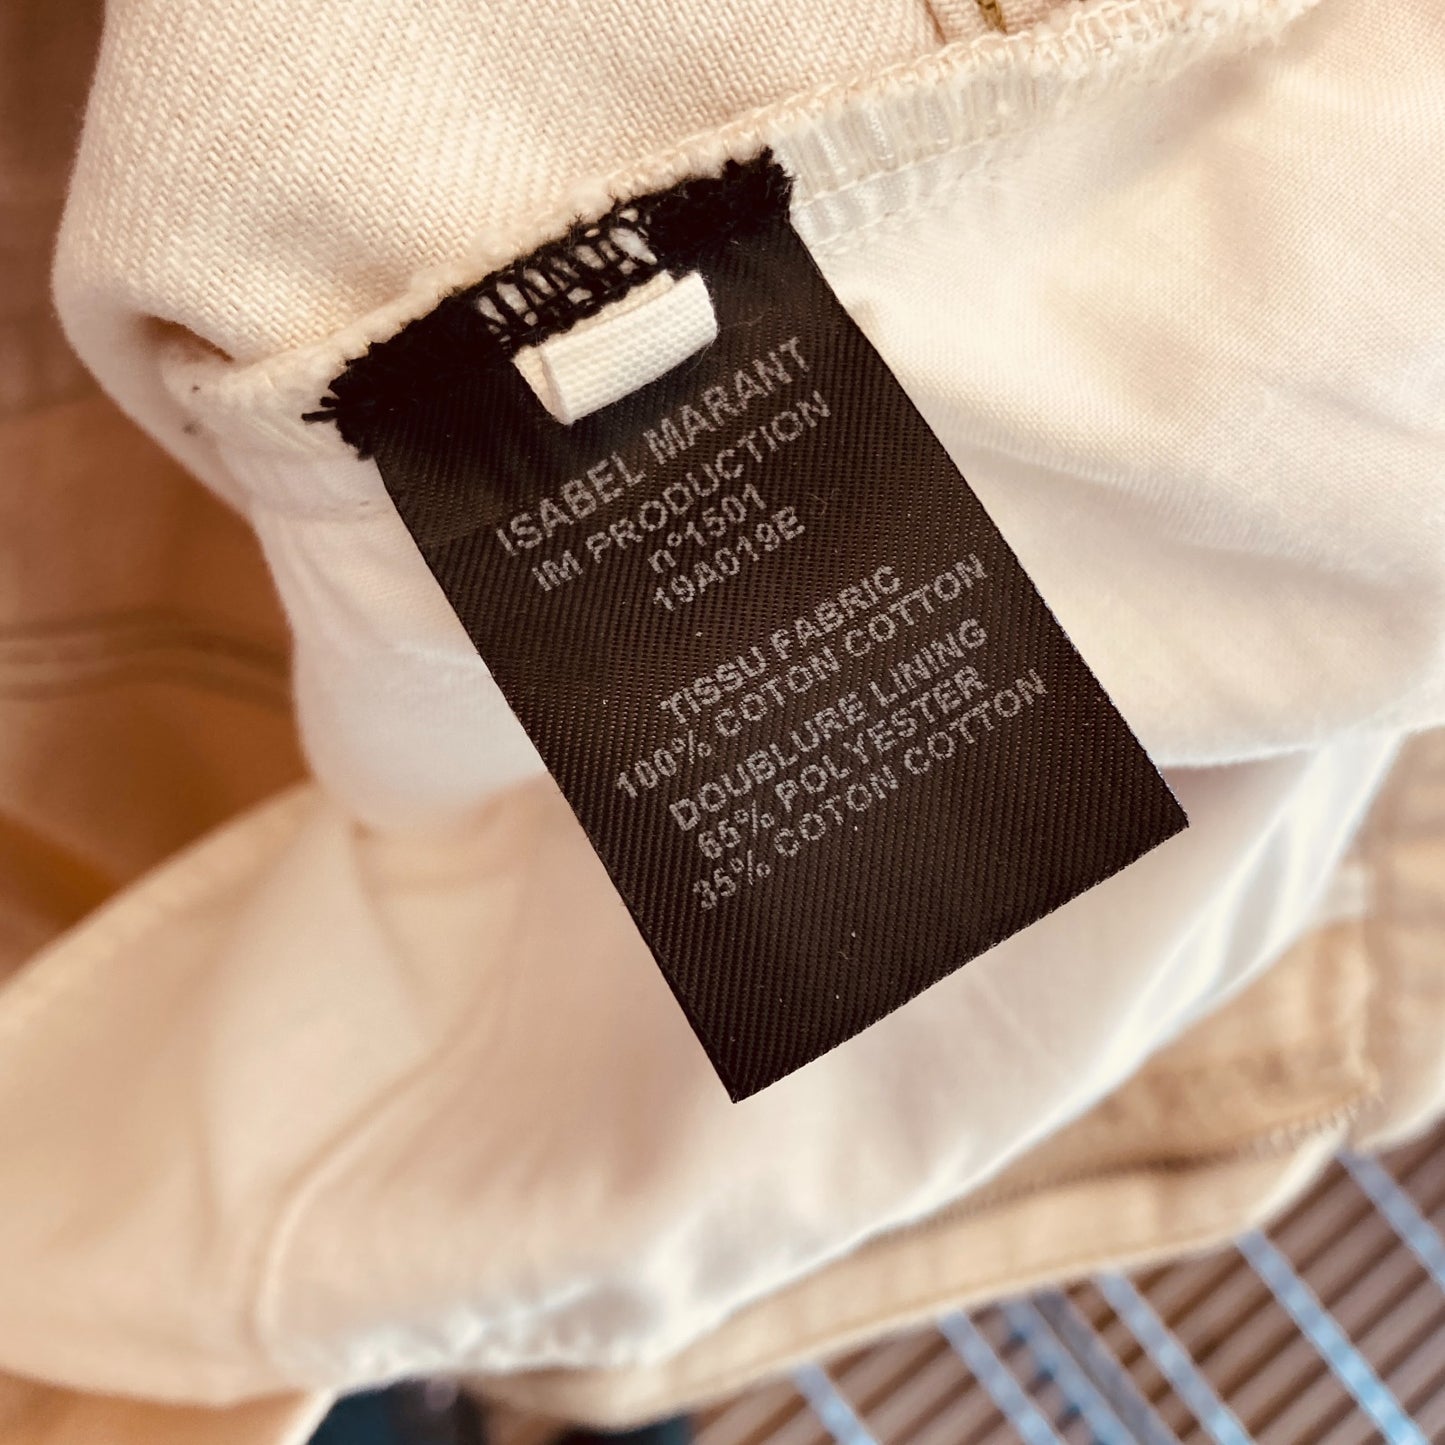 ISABEL MARANT
IM PRODUCTION
n°1501
19A019E
TISSU FABRIC
100% COTON COTTON
DOUBLURE LINING
65% POLYESTER
35% COTON COTTON